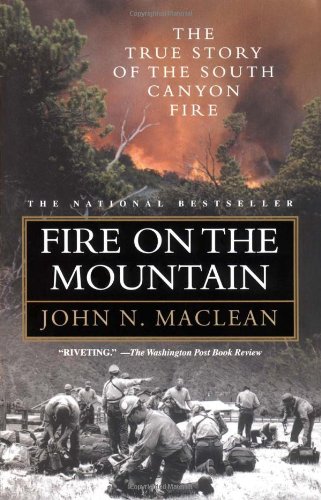 THE
TRUE STORY
OF THE SOUTH
CANYON
FIRE
THE NATIONAL BESTSELLER
FIRE ON THE
MOUNTAIN
JOHN N. MACLEAN
"RIVETING." —The Washington Post Book Review